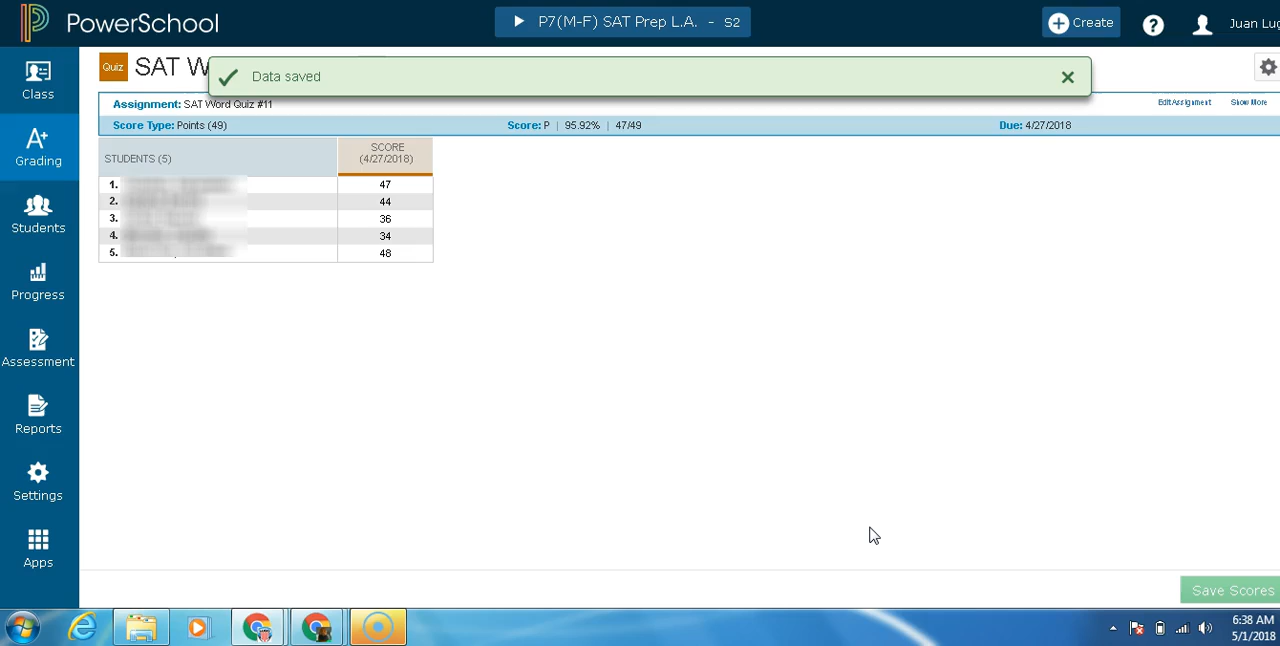 PowerSchool
P7(M-F) SAT Prep L.A. - S2
Create
?
Juan Lug
Class
Grading
Students
Progress
Assessment
Reports
Settings
Apps
Quiz SAT W
Data saved
Assignment: SAT Word Quiz #11
Edit Assignment Show More
Score Type: Points (49) Score: P | 95.92% | 47/49 Due: 4/27/2018
STUDENTS (5)
SCORE
(4/27/2018)
1. 47
2. 44
3. 36
4. 34
5. 48
Save Scores
6:38 AM
5/1/2018